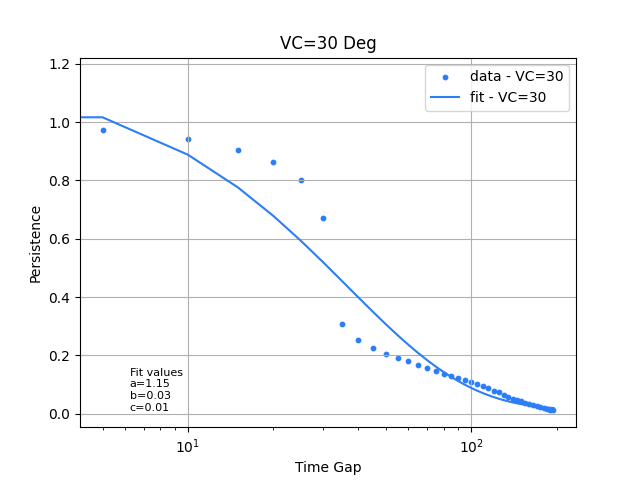 VC=30 Deg
1.2
1.0
0.8
0.6
0.4
0.2
0.0
Persistence
data - VC=30
fit - VC=30
Fit values
a=1.15
b=0.03
c=0.01
10¹ 10²
Time Gap